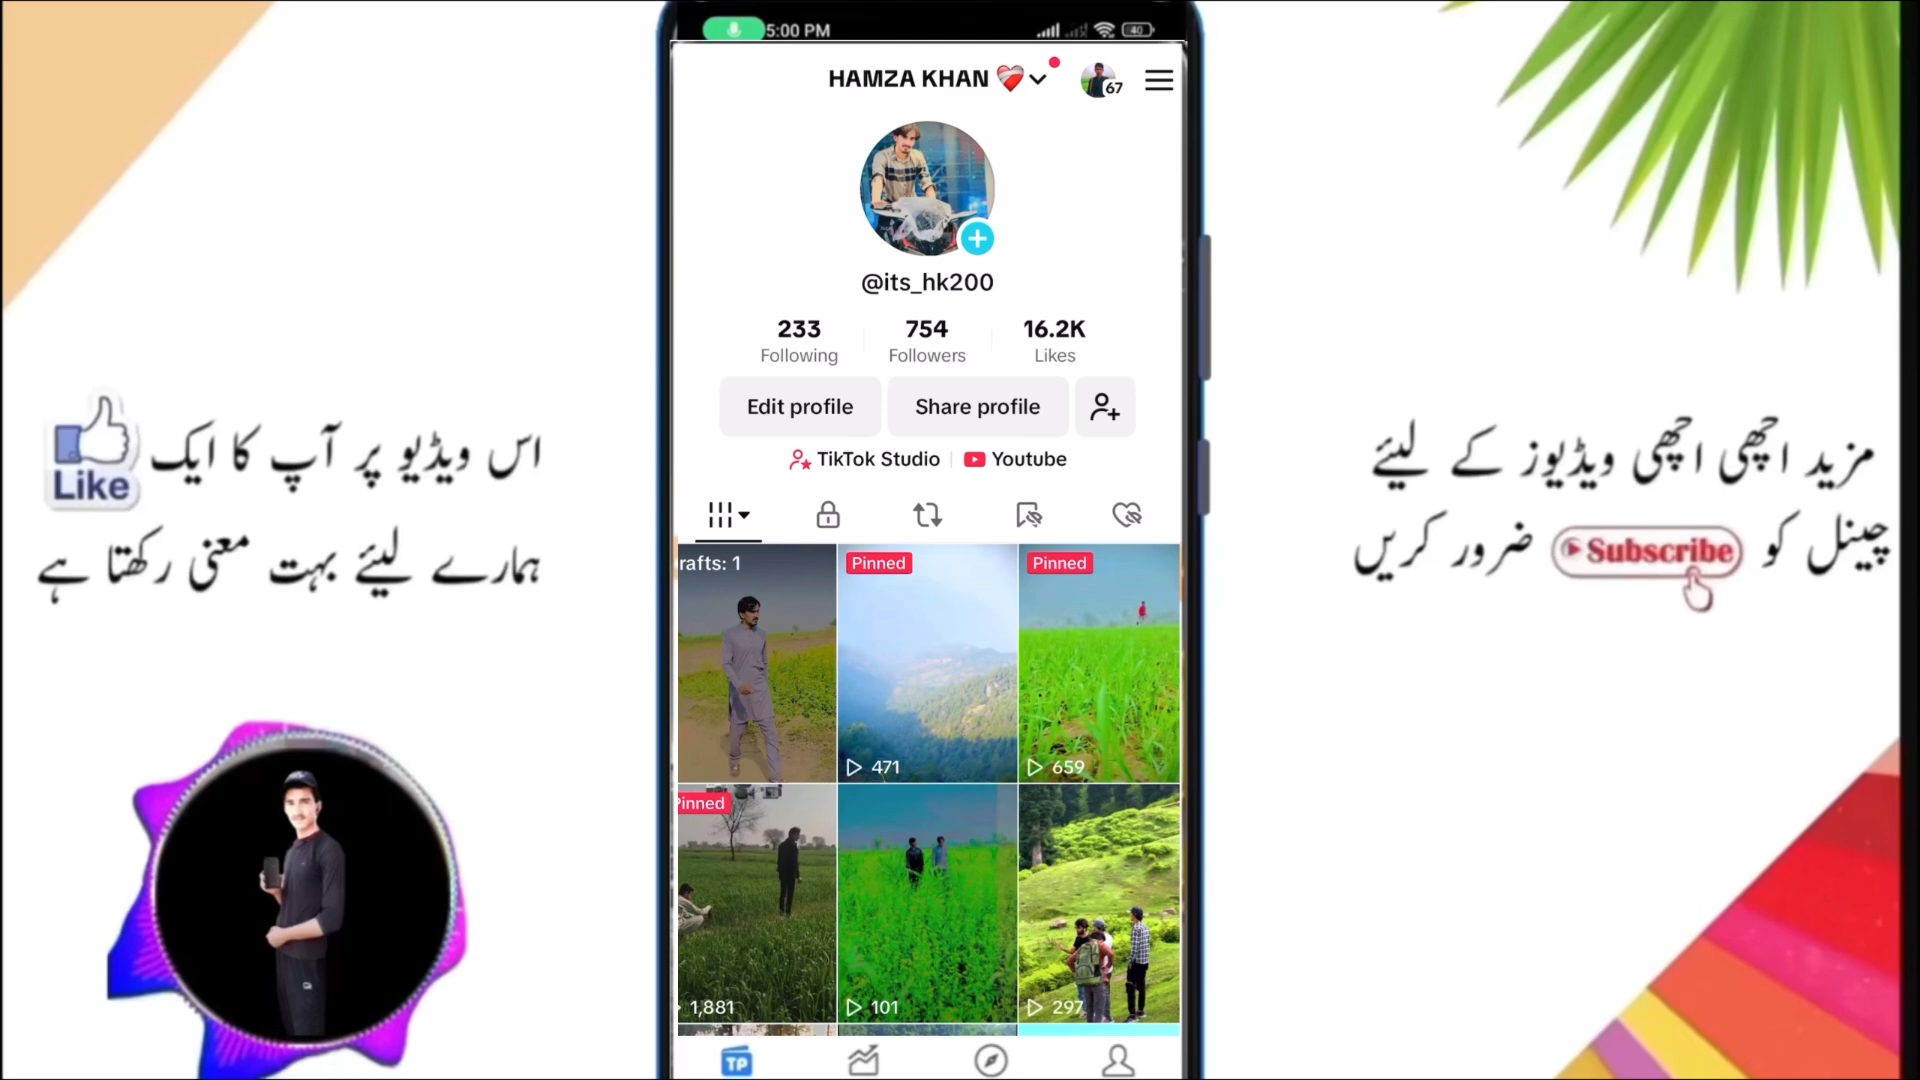 5:00 PM
40
HAMZA KHAN ❤️‍🩹
67
@its_hk200
233
Following
754
Followers
16.2K
Likes
Edit profile
Share profile
TikTok Studio
Youtube
rafts: 1
Pinned
471
Pinned
659
Pinned
1,881
101
297
TP
اس ویڈیو پر آپ کا ایک
Like
ہمارے لیئے بہت معنی رکھتا ہے
مزید اچھی اچھی ویڈیوز کے لیئے
چینل کو Subscribe ضرور کریں